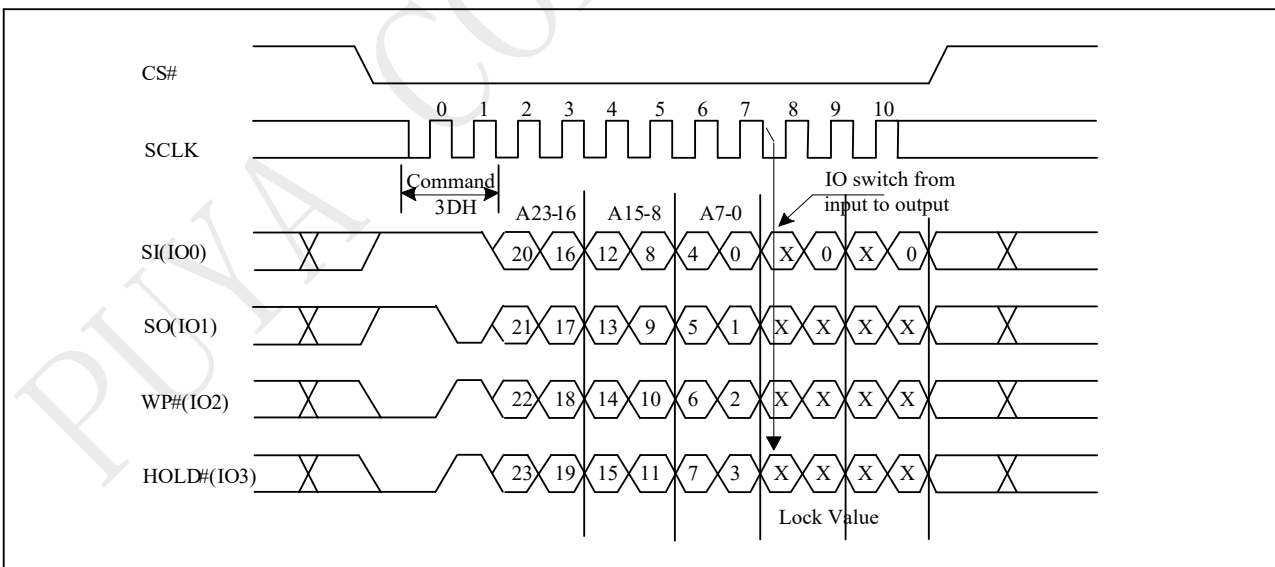 PUYA CO
CS#
0 1 2 3 4 5 6 7 8 9 10
SCLK
Command
3DH
IO switch from
input to output
A23-16 A15-8 A7-0
SI(IO0) 20 16 12 8 4 0 X 0 X 0
SO(IO1) 21 17 13 9 5 1 X X X X
WP#(IO2) 22 18 14 10 6 2 X X X X
HOLD#(IO3) 23 19 15 11 7 3 X X X X
Lock Value